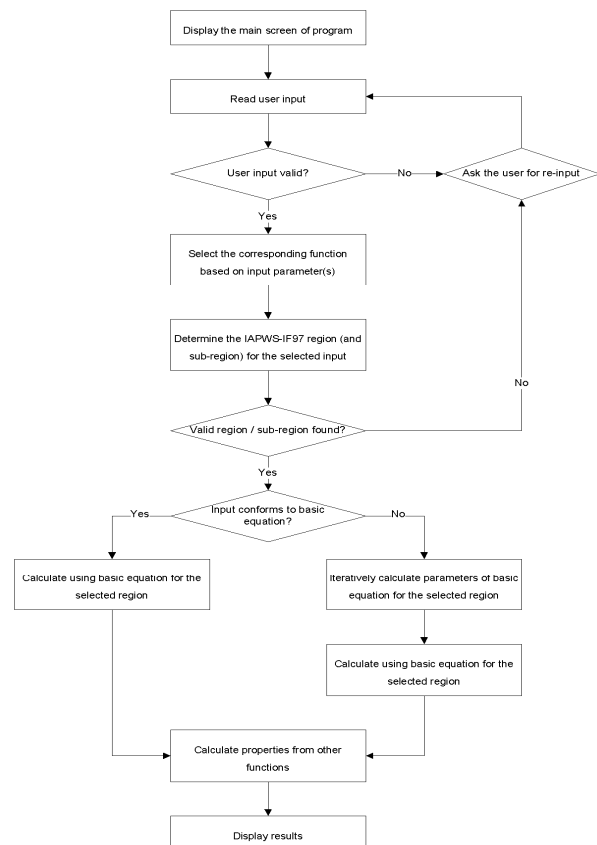 Display the main screen of program
Read user input
User input valid?
No
Ask the user for re-input
Yes
Select the corresponding function
based on input parameter(s)
Determine the IAPWS-IF97 region (and
sub-region) for the selected input
No
Valid region / sub-region found?
Yes
Input conforms to basic
equation?
Yes
No
Calculate using basic equation for the
selected region
Iteratively calculate parameters of basic
equation for the selected region
Calculate using basic equation for the
selected region
Calculate properties from other
functions
Display results